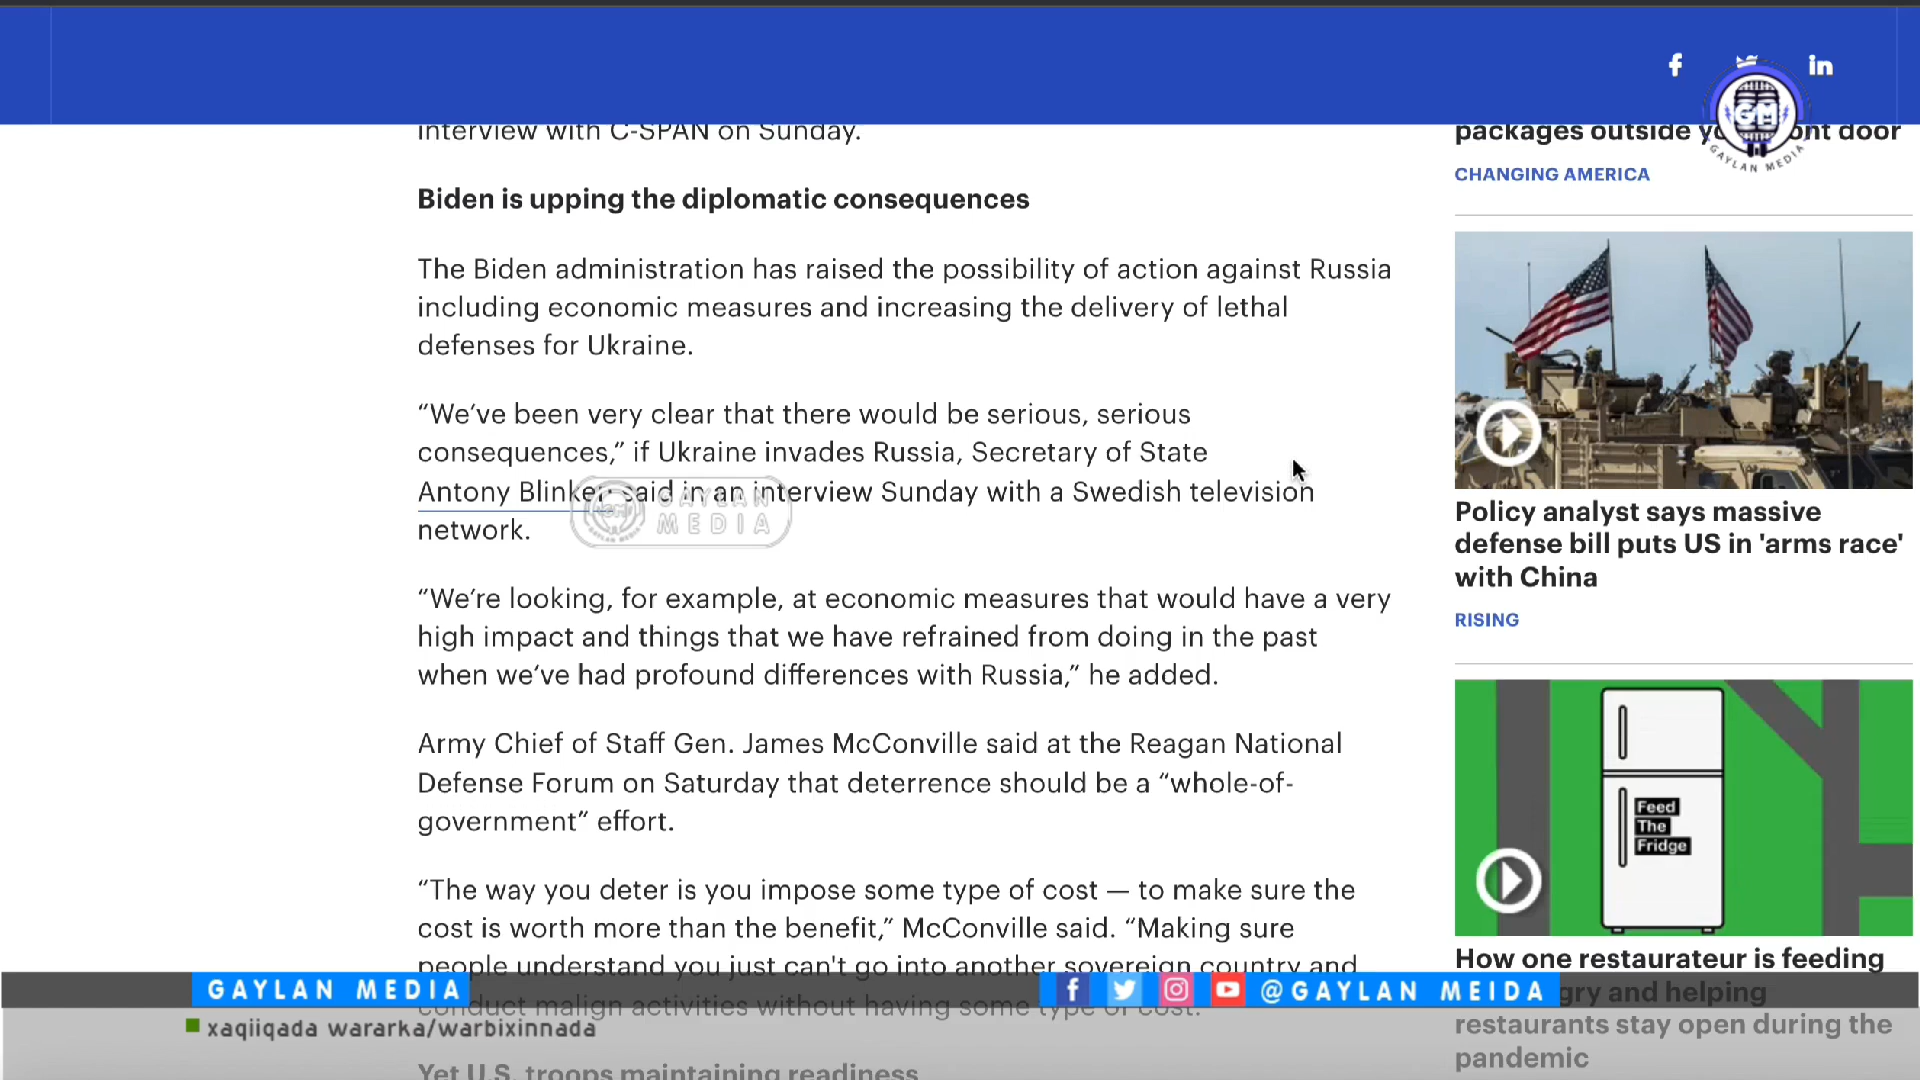 in
GM
GAYLAN MEDIA
interview with C-SPAN on Sunday.
Biden is upping the diplomatic consequences
The Biden administration has raised the possibility of action against Russia
including economic measures and increasing the delivery of lethal
defenses for Ukraine.
“We’ve been very clear that there would be serious, serious
consequences,” if Ukraine invades Russia, Secretary of State
Antony Blinken said in an interview Sunday with a Swedish television
network.
GAYLAN
MEDIA
“We’re looking, for example, at economic measures that would have a very
high impact and things that we have refrained from doing in the past
when we’ve had profound differences with Russia,” he added.
Army Chief of Staff Gen. James McConville said at the Reagan National
Defense Forum on Saturday that deterrence should be a “whole-of-
government” effort.
“The way you deter is you impose some type of cost — to make sure the
cost is worth more than the benefit,” McConville said. “Making sure
people understand you just can't go into another sovereign country and
conduct malign activities without having some type of cost.
Yet U.S. troops maintaining readiness
packages outside door
CHANGING AMERICA
Policy analyst says massive
defense bill puts US in 'arms race'
with China
RISING
Feed
The
Fridge
How one restaurateur is feeding
and helping
restaurants stay open during the
pandemic
GAYLAN MEDIA
@GAYLAN MEIDA
xaqiiqada wararka/warbixinnada